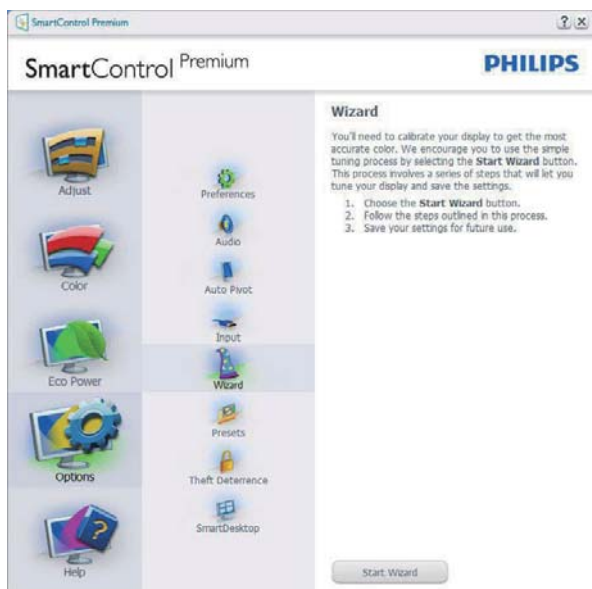 SmartControl Premium
? x
SmartControl Premium
PHILIPS
Adjust
Color
Eco Power
Options
Help
Preferences
Audio
Auto Pivot
Input
Wizard
Presets
Theft Deterrence
SmartDesktop
Wizard
You'll need to calibrate your display to get the most
accurate color. We encourage you to use the simple
tuning process by selecting the Start Wizard button.
This process involves a series of steps that will let you
tune your display and save the settings.
1. Choose the Start Wizard button.
2. Follow the steps outlined in this process.
3. Save your settings for future use.
Start Wizard